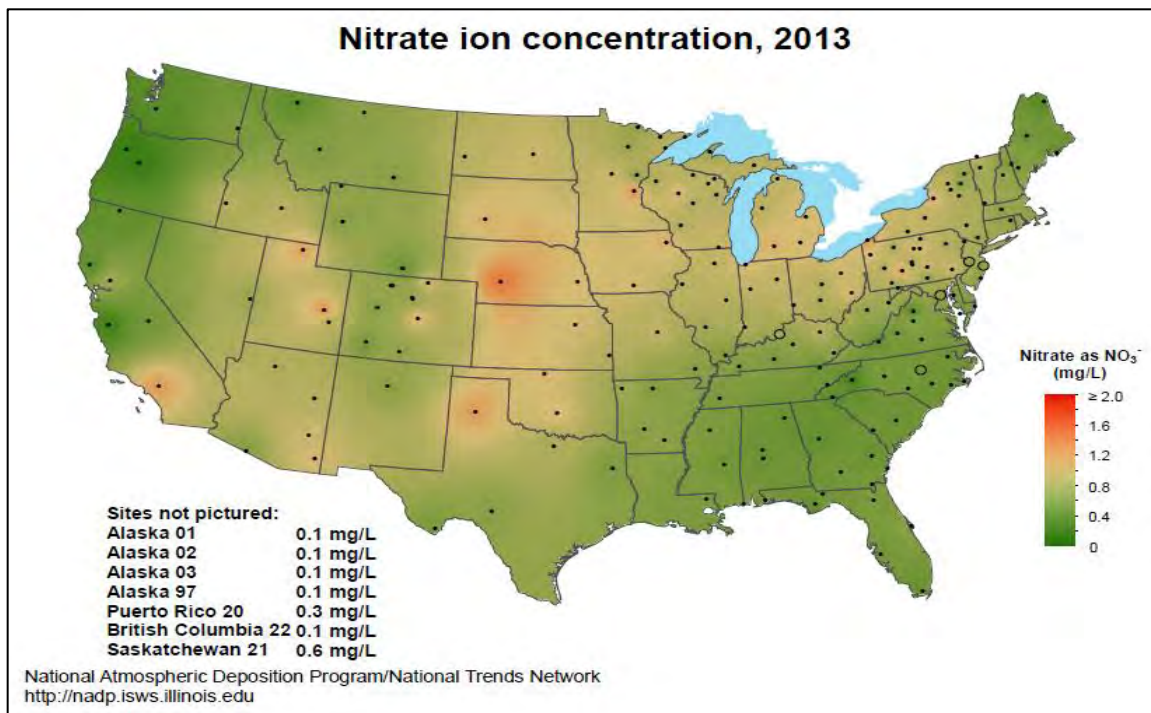 Nitrate ion concentration, 2013
Nitrate as NO₃⁻
(mg/L)
≥ 2.0
1.6
1.2
0.8
0.4
0
Sites not pictured:
Alaska 01 0.1 mg/L
Alaska 02 0.1 mg/L
Alaska 03 0.1 mg/L
Alaska 97 0.1 mg/L
Puerto Rico 20 0.3 mg/L
British Columbia 22 0.1 mg/L
Saskatchewan 21 0.6 mg/L
National Atmospheric Deposition Program/National Trends Network
http://nadp.isws.illinois.edu